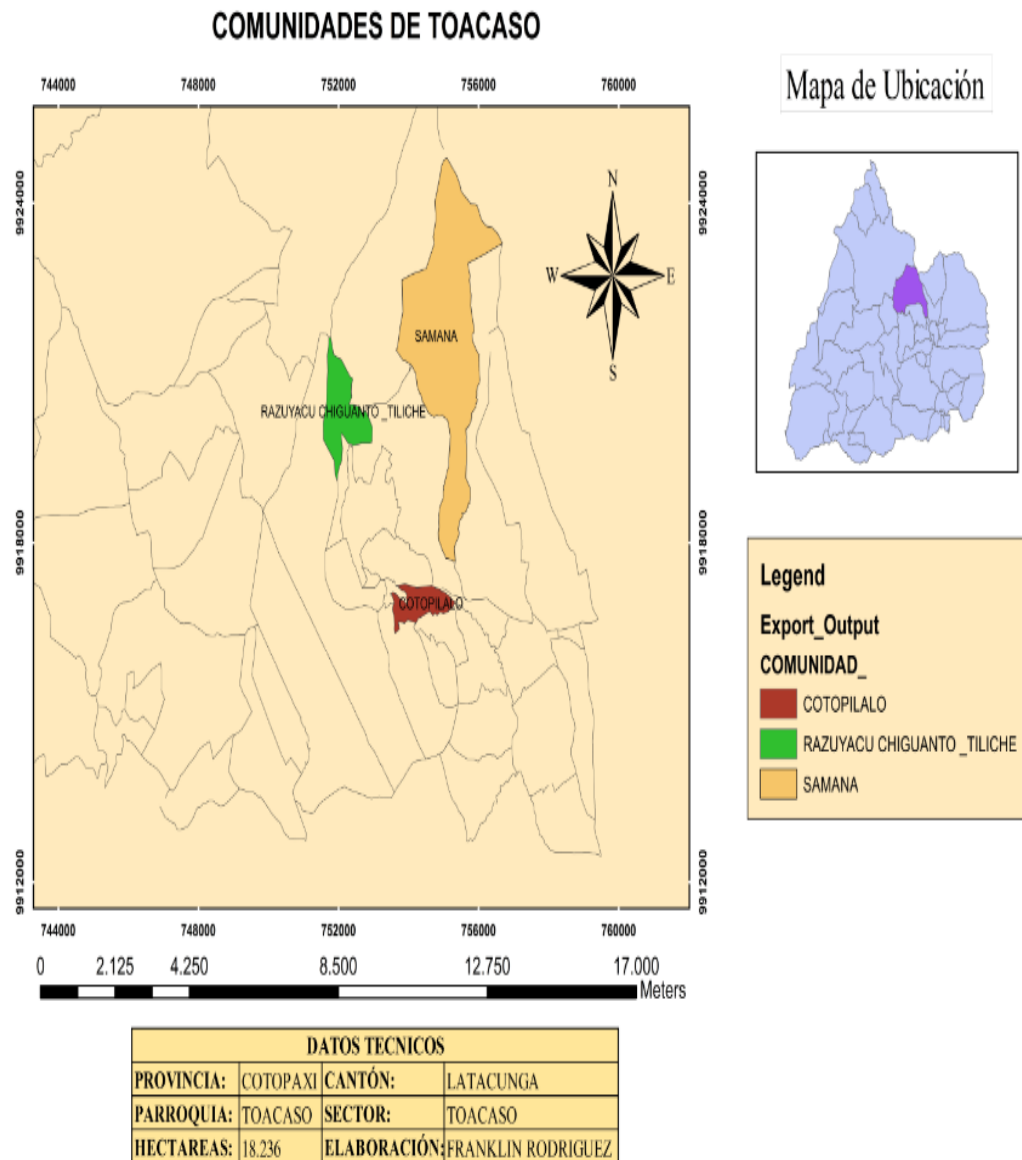 COMUNIDADES DE TOACASO
Mapa de Ubicación
744000 748000 752000 756000 760000
9924000 9924000
N
W E
S
SAMANA
RAZUYACU CHIGUANTO _TILICHE
9918000 9918000
COTOPILALO
Legend
Export_Output
COMUNIDAD_
COTOPILALO
RAZUYACU CHIGUANTO _TILICHE
SAMANA
9912000 9912000
744000 748000 752000 756000 760000
0 2.125 4.250 8.500 12.750 17.000
Meters
DATOS TECNICOS
PROVINCIA: COTOPAXI CANTÓN: LATACUNGA
PARROQUIA: TOACASO SECTOR: TOACASO
HECTAREAS: 18.236 ELABORACIÓN: FRANKLIN RODRIGUEZ